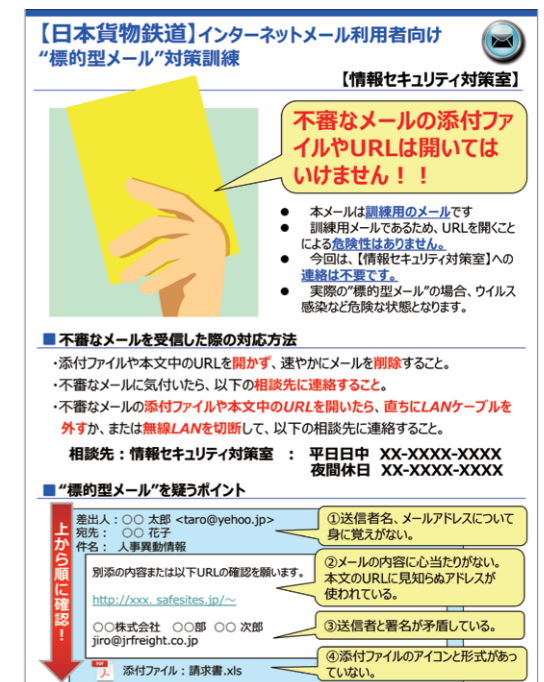 【日本貨物鉄道】インターネットメール利用者向け
“標的型メール”対策訓練
【情報セキュリティ対策室】
不審なメールの添付ファ
イルやURLは開いては
いけません！！
● 本メールは訓練用のメールです
● 訓練用メールであるため、URLを開くこと
による危険性はありません。
● 今回は、【情報セキュリティ対策室】への
連絡は不要です。
● 実際の”標的型メール”の場合、ウイルス
感染など危険な状態となります。
■不審なメールを受信した際の対応方法
・添付ファイルや本文中のURLを開かず、速やかにメールを削除すること。
・不審なメールに気付いたら、以下の相談先に連絡すること。
・不審なメールの添付ファイルや本文中のURLを開いたら、直ちにLANケーブルを
外すか、または無線LANを切断して、以下の相談先に連絡すること。
相談先：情報セキュリティ対策室 ： 平日日中 XX-XXXX-XXXX
夜間休日 XX-XXXX-XXXX
■“標的型メール”を疑うポイント
上から順に確認！
差出人：〇〇 太郎 <taro@yehoo.jp>
宛先： 〇〇 花子
件名： 人事異動情報
別添の内容または以下URLの確認を願います。
http://xxx. safesites.jp/～
〇〇株式会社 〇〇部 〇〇 次郎
jiro@jrfreight.co.jp
PDF
添付ファイル：請求書.xls
①送信者名、メールアドレスについて
身に覚えがない。
②メールの内容に心当たりがない。
本文のURLに見知らぬアドレスが
使われている。
③送信者と署名が矛盾している。
④添付ファイルのアイコンと形式があっ
ていない。